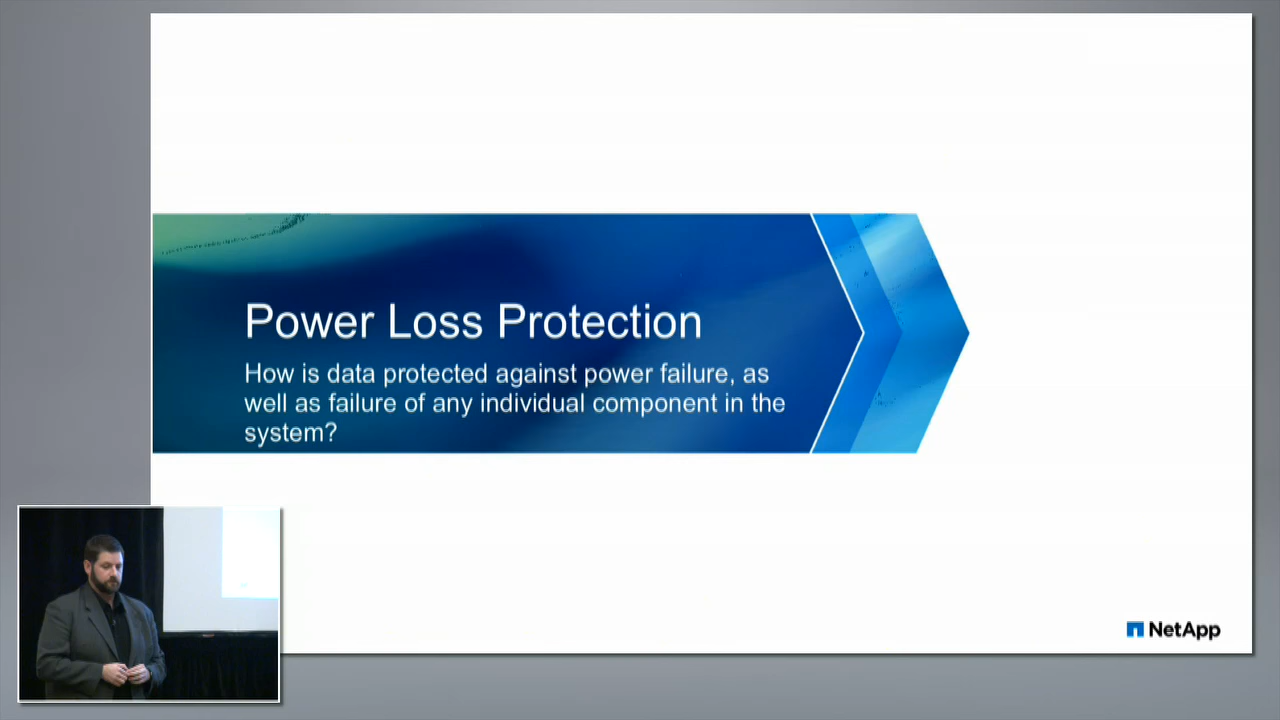 Power Loss Protection
How is data protected against power failure, as
well as failure of any individual component in the
system?
NetApp